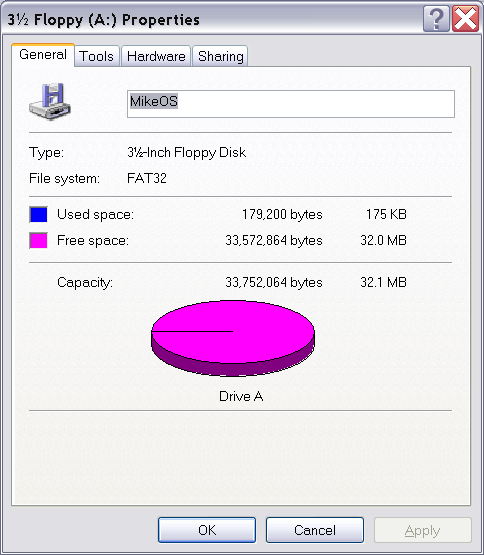 3½ Floppy (A:) Properties
General Tools Hardware Sharing
MikeOS
Type: 3½-Inch Floppy Disk
File system: FAT32
Used space: 179,200 bytes 175 KB
Free space: 33,572,864 bytes 32.0 MB
Capacity: 33,752,064 bytes 32.1 MB
Drive A
OK Cancel Apply